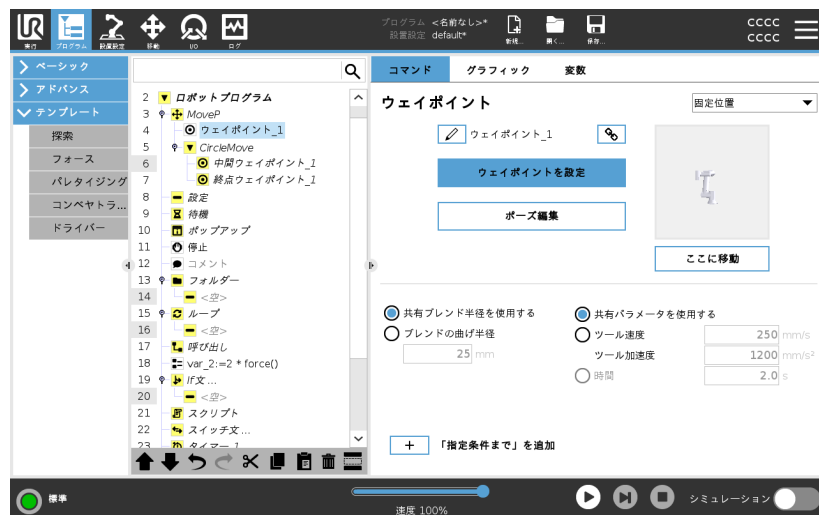 UR
実行
プログラム
設置設定
移動
I/O
ログ
プログラム <名前なし>*
設置設定 default*
新規...
開く...
保存...
cccc
cccc
ベーシック
アドバンス
テンプレート
探索
フォース
パレタイジング
コンベヤトラ...
ドライバー
2 ロボットプログラム
3 MoveP
4 ウェイポイント_1
5 CircleMove
6 中間ウェイポイント_1
7 終点ウェイポイント_1
8 設定
9 待機
10 ポップアップ
11 停止
12 コメント
13 フォルダー
14 <空>
15 ループ
16 <空>
17 呼び出し
18 var_2:=2 * force()
19 If文...
20 <空>
21 スクリプト
22 スイッチ文...
23 タイマー_1
コマンド グラフィック 変数
ウェイポイント
固定位置
ウェイポイント_1
ウェイポイントを設定
ポーズ編集
ここに移動
共有ブレンド半径を使用する
ブレンドの曲げ半径
25 mm
共有パラメータを使用する
ツール速度 250 mm/s
ツール加速度 1200 mm/s²
時間 2.0 s
+ 「指定条件まで」を追加
標準
速度 100%
シミュレーション